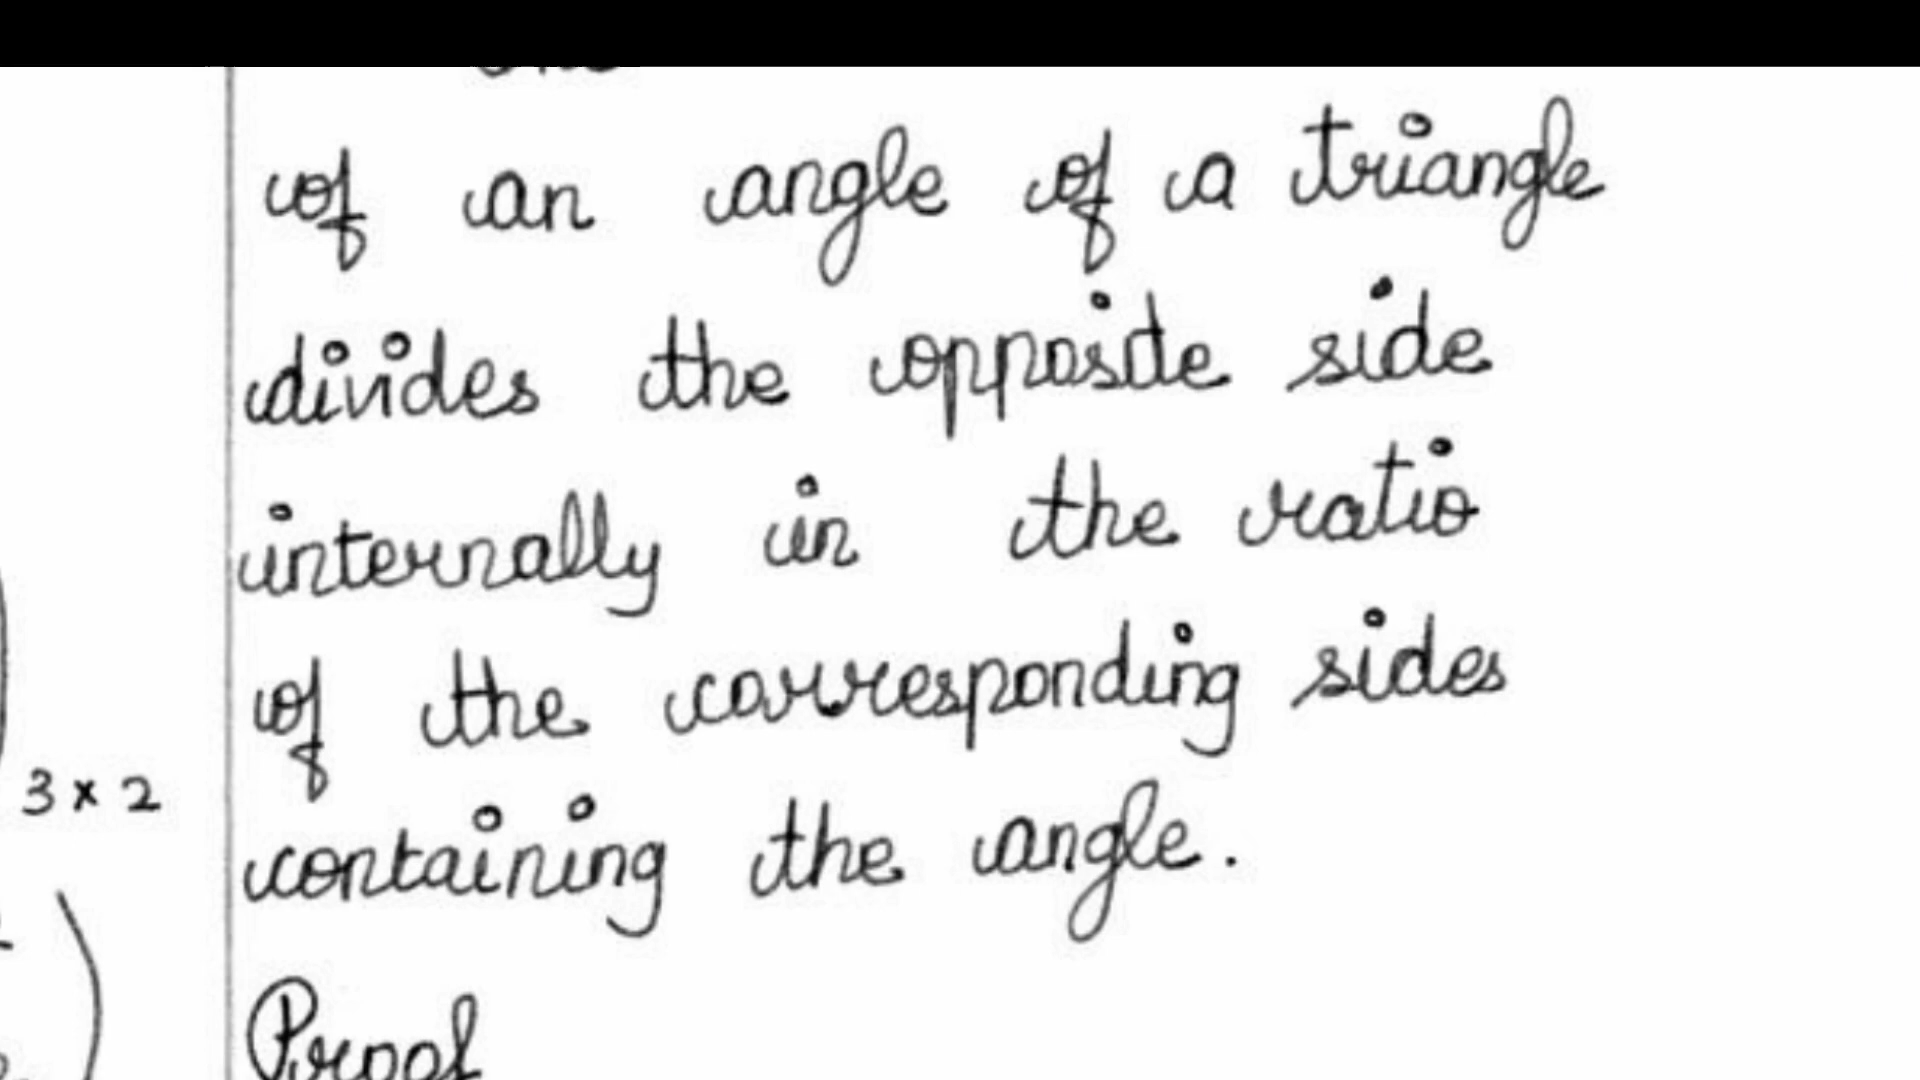 of an angle of a triangle
divides the opposite side
internally in the ratio
of the corresponding sides
3 × 2
containing the angle.
Proof